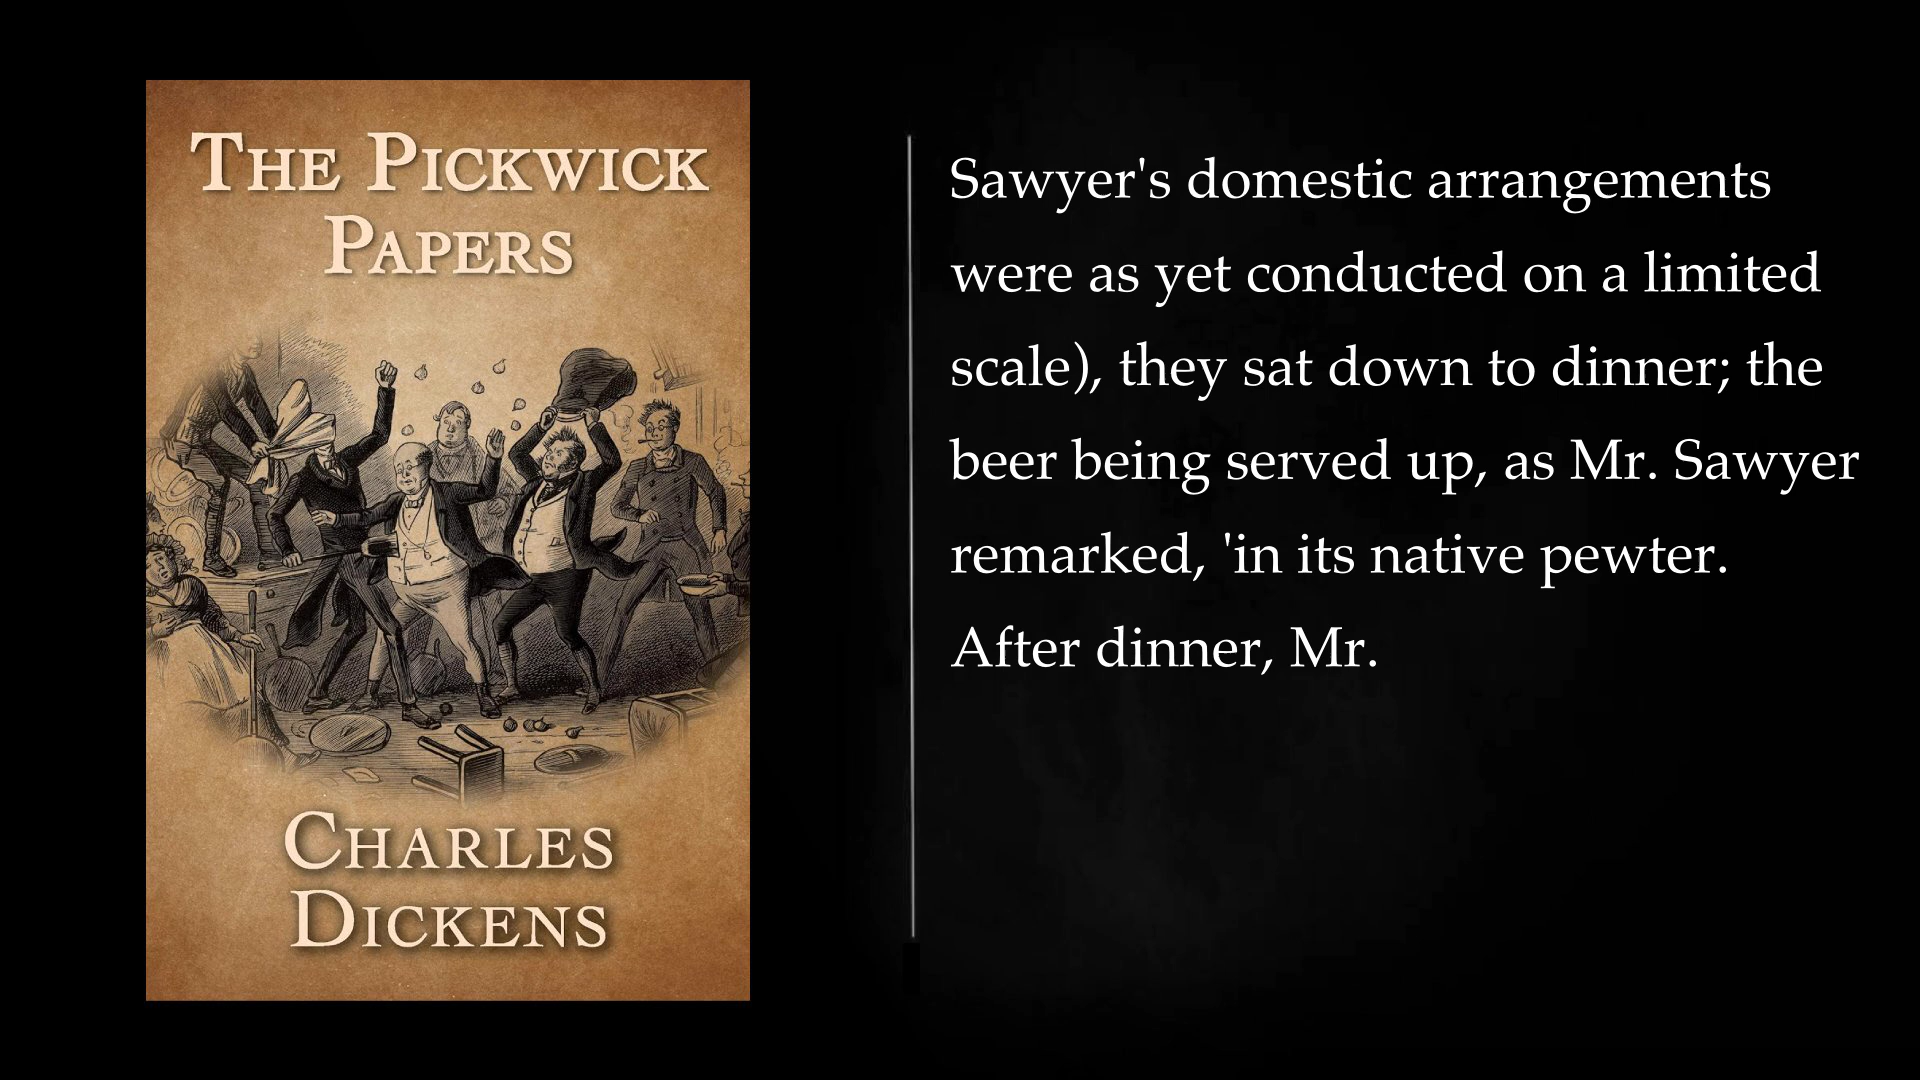 THE PICKWICK
PAPERS
CHARLES
DICKENS
Sawyer's domestic arrangements
were as yet conducted on a limited
scale), they sat down to dinner; the
beer being served up, as Mr. Sawyer
remarked, 'in its native pewter.
After dinner, Mr.